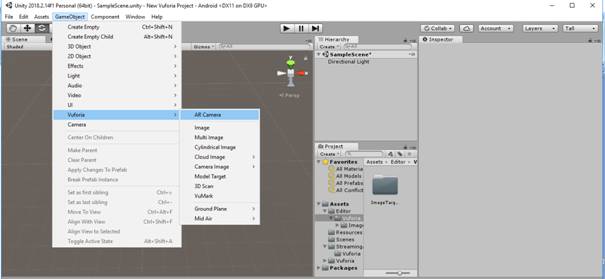 Unity 2018.2.14f1 Personal (64bit) - SampleScene.unity - New Vuforia Project - Android <DX11 on DX9 GPU>
File Edit Assets GameObject Component Window Help
Collab Account Layers Tall
Scene
Shaded Gizmos All
Persp
Create Empty Ctrl+Shift+N
Create Empty Child Alt+Shift+N
3D Object
2D Object
Effects
Light
Audio
Video
UI
Vuforia
Camera
Center On Children
Make Parent
Clear Parent
Apply Changes To Prefab
Break Prefab Instance
Set as first sibling Ctrl+=
Set as last sibling Ctrl+-
Move To View Ctrl+Alt+F
Align With View Ctrl+Shift+F
Align View to Selected
Toggle Active State Alt+Shift+A
AR Camera
Image
Multi Image
Cylindrical Image
Cloud Image
Camera Image
Model Target
3D Scan
VuMark
Ground Plane
Mid Air
Hierarchy
Create All
SampleScene*
Directional Light
Project
Create
Favorites
All Materia
All Models
All Prefabs
All Conflict
Assets
Editor
Vuforia
Imag
Resources
Scenes
Streaming
Vuforia
Vuforia
Packages
Assets Editor V
ImageTarg..
Inspector